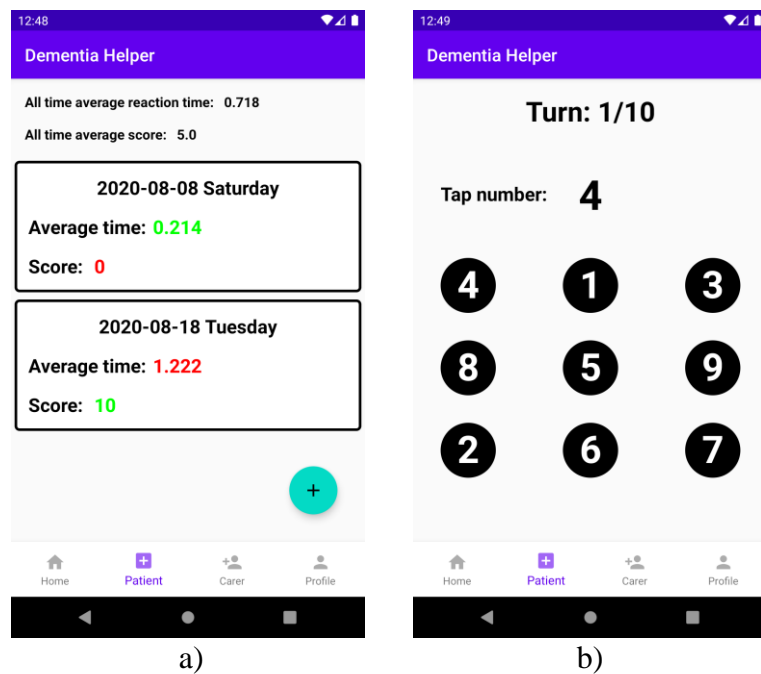 12:48
Dementia Helper
All time average reaction time: 0.718
All time average score: 5.0
2020-08-08 Saturday
Average time: 0.214
Score: 0
2020-08-18 Tuesday
Average time: 1.222
Score: 10
+
Home Patient Carer Profile
a)
12:49
Dementia Helper
Turn: 1/10
Tap number: 4
4 1 3
8 5 9
2 6 7
Home Patient Carer Profile
b)